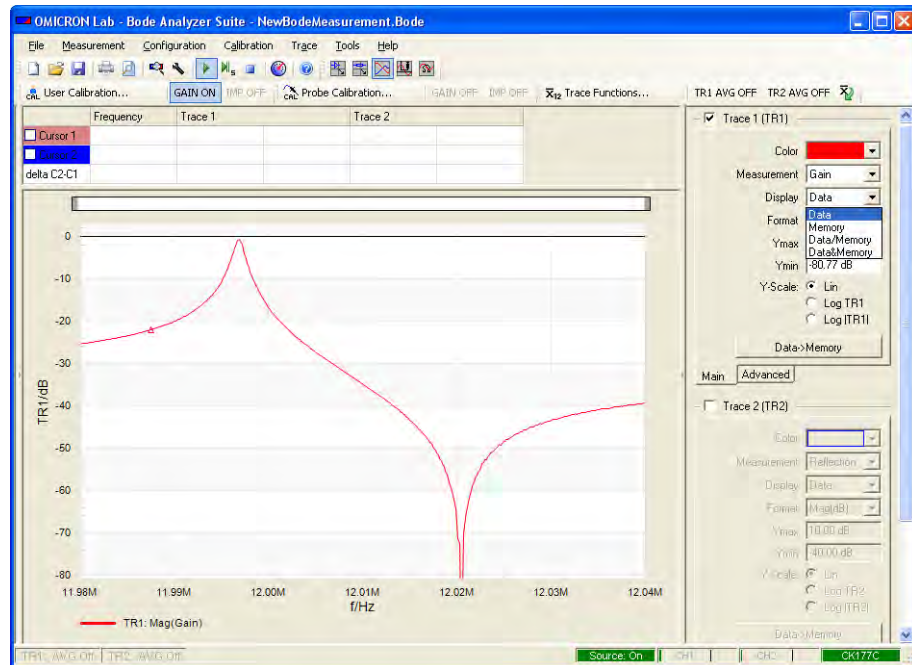 OMICRON Lab - Bode Analyzer Suite - NewBodeMeasurement.Bode
File Measurement Configuration Calibration Trace Tools Help
CAL User Calibration... GAIN ON IMP OFF CAL Probe Calibration... GAIN OFF IMP OFF X12 Trace Functions... TR1 AVG OFF TR2 AVG OFF
Frequency Trace 1 Trace 2
Cursor 1
Cursor 2
delta C2-C1
Trace 1 (TR1)
Color
Measurement Gain
Display Data
Data
Memory
Data/Memory
Data&Memory
Format
Ymax
Ymin -80.77 dB
Y-Scale: Lin
Log TR1
Log |TR1|
Data->Memory
Main Advanced
Trace 2 (TR2)
Color
Measurement Reflection
Display Data
Format Mag(dB)
Ymax 10.00 dB
Ymin -40.00 dB
Y-Scale: Lin
Log TR2
Log |TR2|
Data->Memory
TR1/dB
0
-10
-20
-30
-40
-50
-60
-70
-80
11.98M 11.99M 12.00M 12.01M 12.02M 12.03M 12.04M
f/Hz
TR1: Mag(Gain)
TR1: AVG Off TR2: AVG Off Source: On CH1 CH2 CK177C